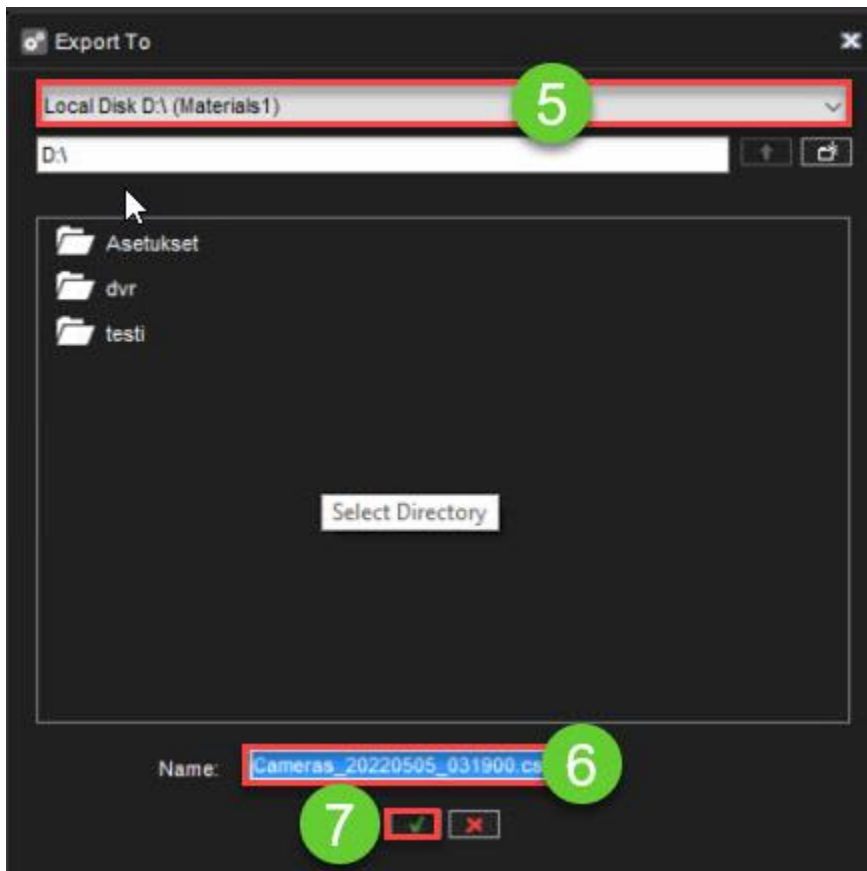 Export To
Local Disk D:\ (Materials1)
5
D:\
Asetukset
dvr
testi
Select Directory
Name: Cameras_20220505_031900.cs
6
7